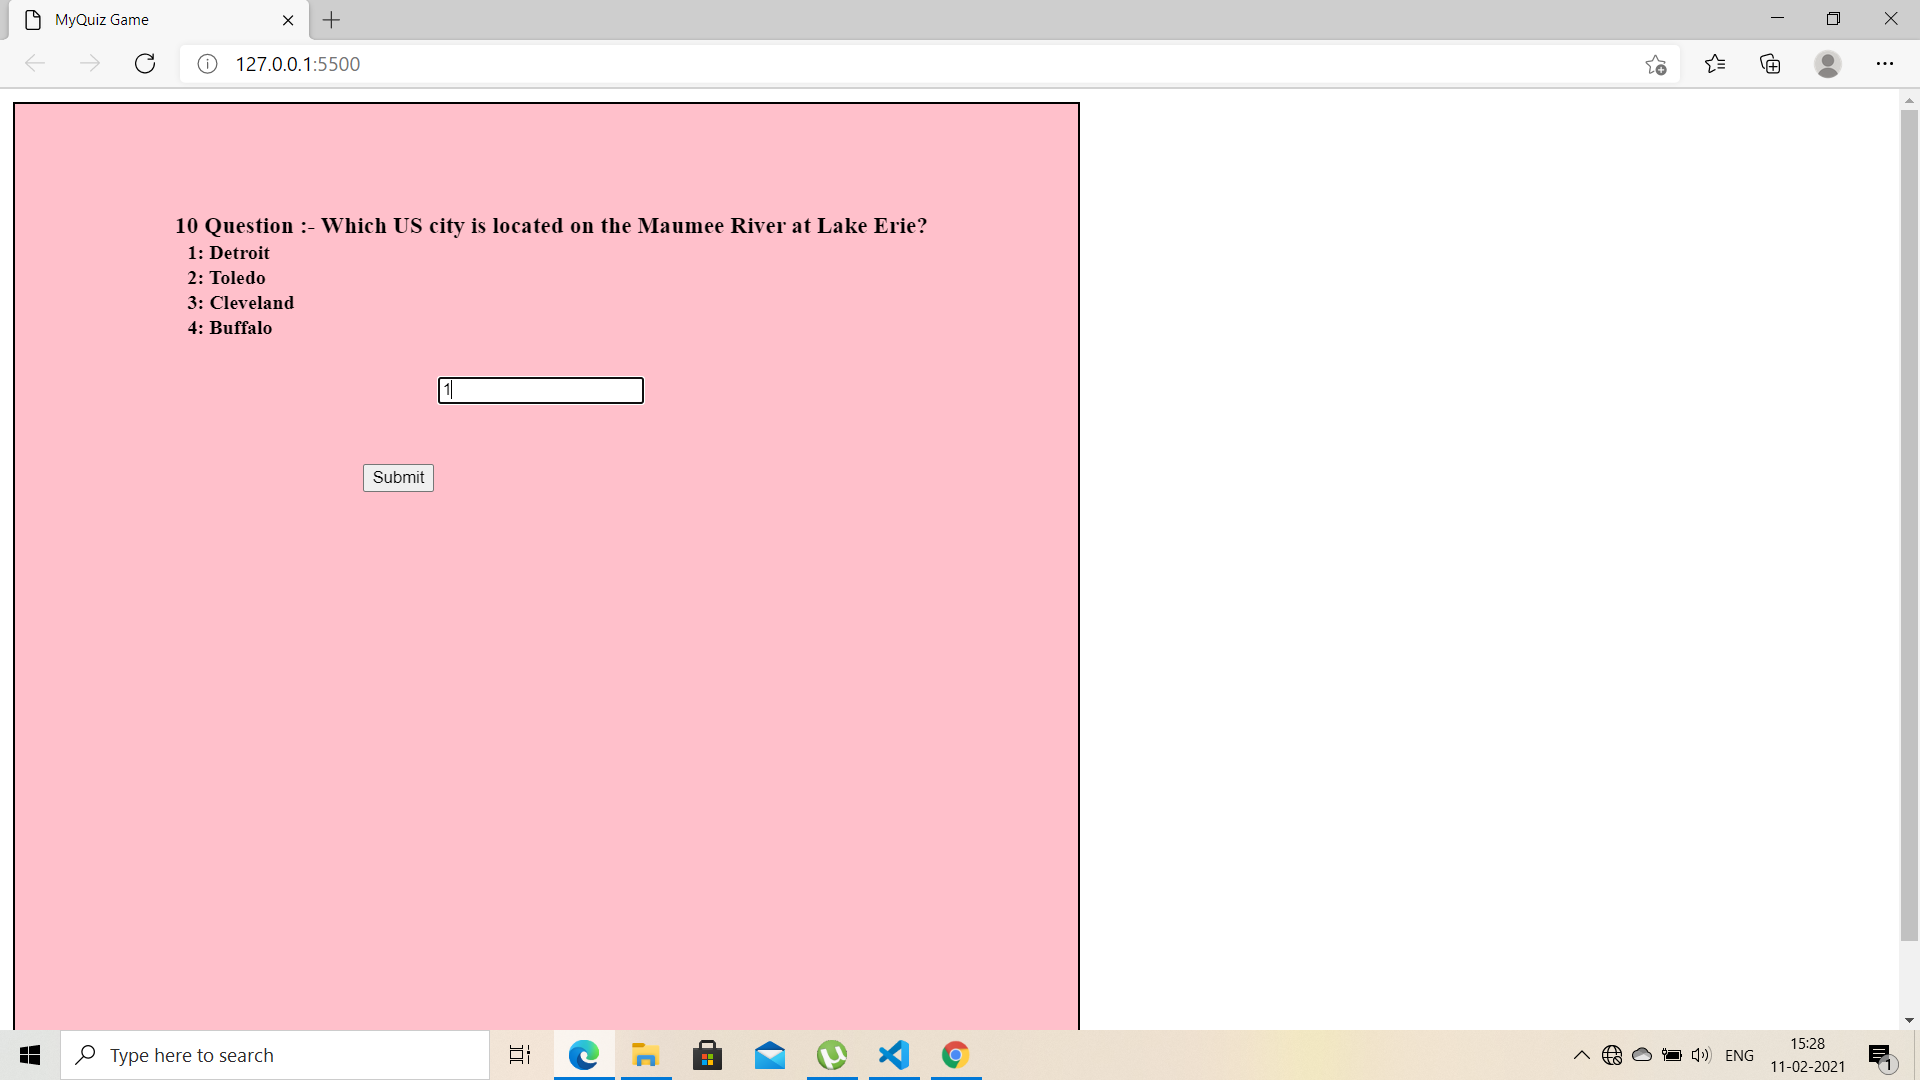 MyQuiz Game
127.0.0.1:5500
10 Question :- Which US city is located on the Maumee River at Lake Erie?
1: Detroit
2: Toledo
3: Cleveland
4: Buffalo
1
Submit
Type here to search
ENG
15:28
11-02-2021
1